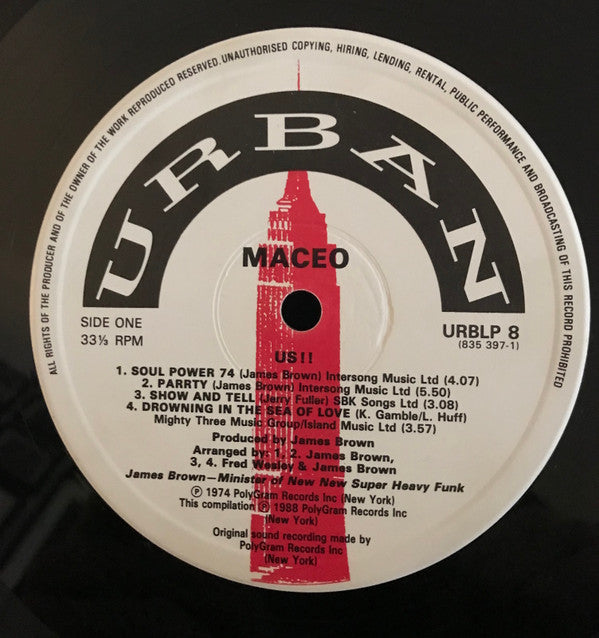 ALL RIGHTS OF THE PRODUCER AND OF THE OWNER OF THE WORK REPRODUCED RESERVED. UNAUTHORISED COPYING, HIRING, LENDING, RENTAL, PUBLIC PERFORMANCE AND BROADCASTING OF THIS RECORD PROHIBITED
URBAN
MACEO
SIDE ONE
33⅓ RPM
URBLP 8
(835 397-1)
US!!
1. SOUL POWER 74 (James Brown) Intersong Music Ltd (4.07)
2. PARRTY (James Brown) Intersong Music Ltd (5.50)
3. SHOW AND TELL (Jerry Fuller) SBK Songs Ltd (3.08)
4. DROWNING IN THE SEA OF LOVE (K. Gamble/L. Huff)
Mighty Three Music Group/Island Music Ltd (3.57)
Produced by James Brown
Arranged by: 1, 2. James Brown,
3, 4. Fred Wesley & James Brown
James Brown—Minister of New New Super Heavy Funk
℗ 1974 PolyGram Records Inc (New York)
This compilation ℗ 1988 PolyGram Records Inc
(New York)
Original sound recording made by
PolyGram Records Inc
(New York)